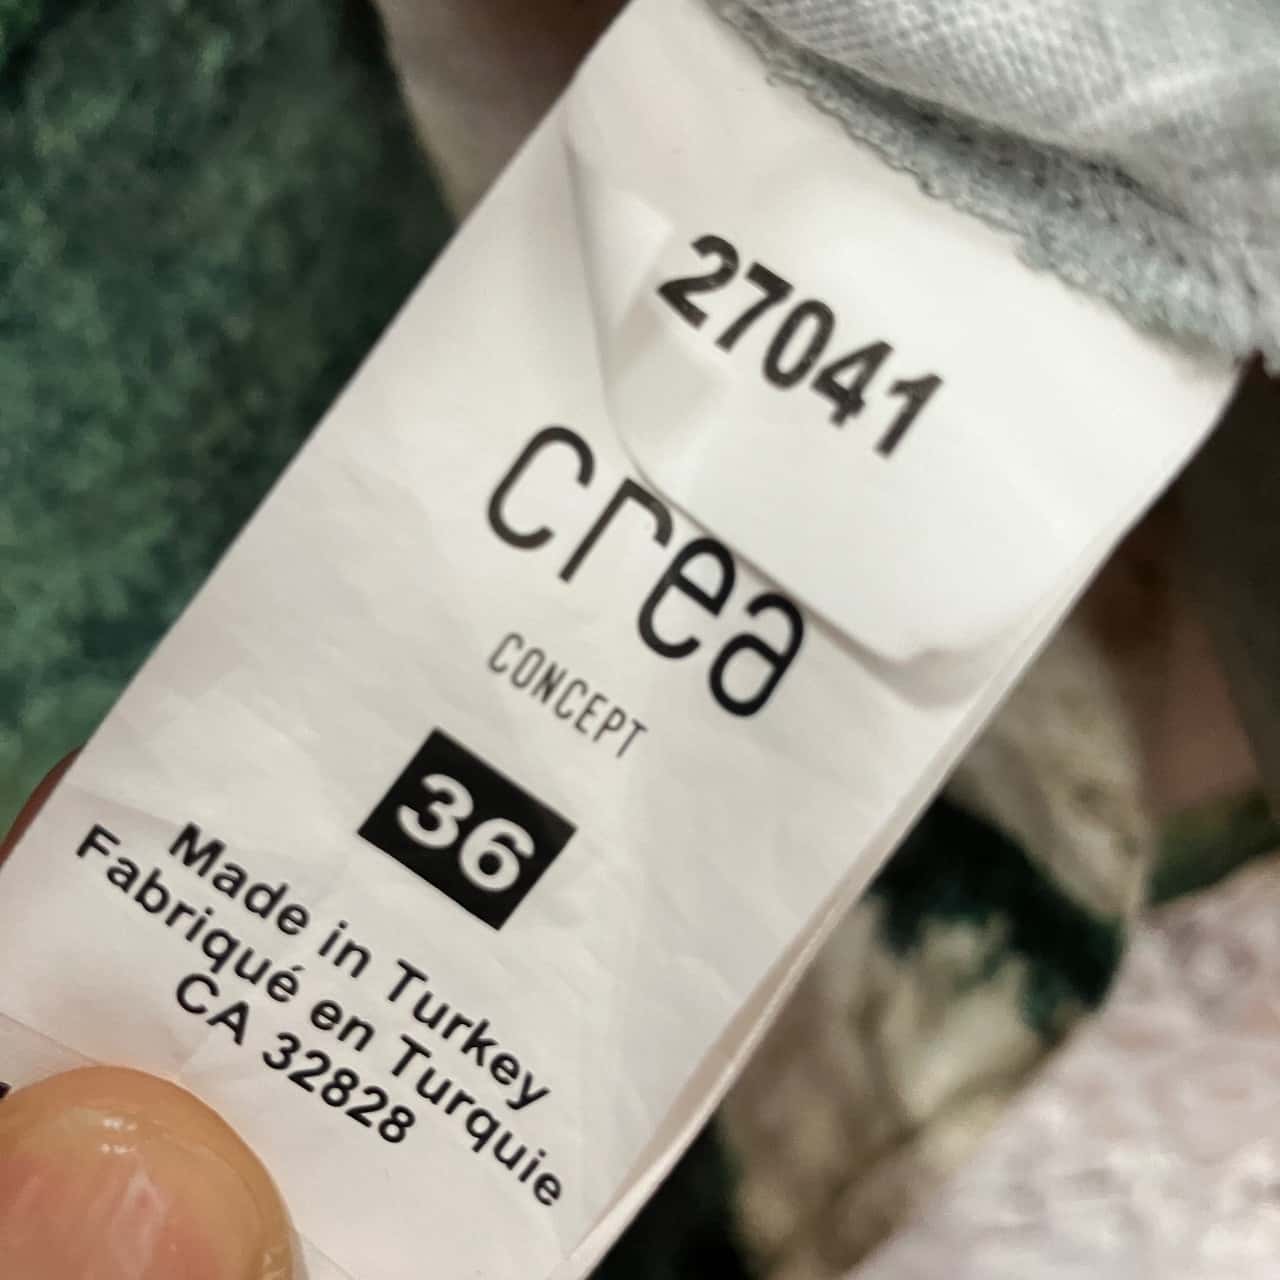 27041
crea
CONCEPT
36
Made in Turkey
Fabriqué en Turquie
CA 32828